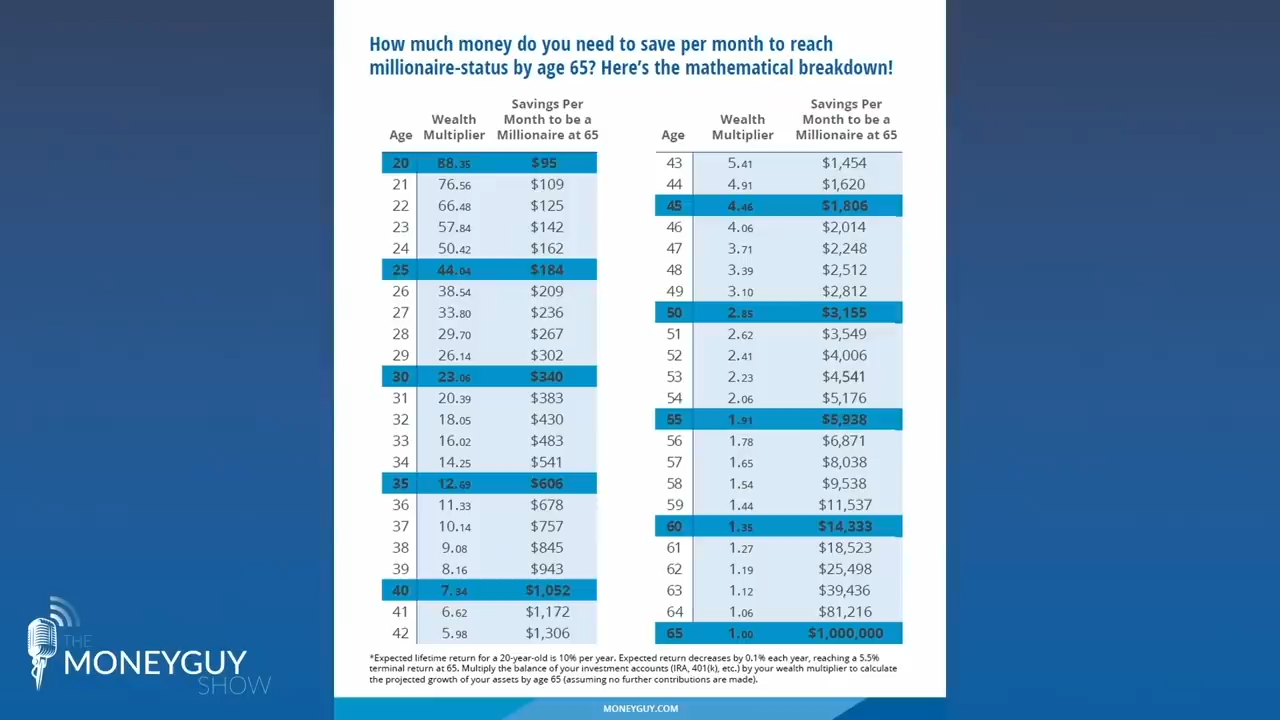 How much money do you need to save per month to reach
millionaire-status by age 65? Here's the mathematical breakdown!
Age Wealth Multiplier Savings Per Month to be a Millionaire at 65
20 88.35 $95
21 76.56 $109
22 66.48 $125
23 57.84 $142
24 50.42 $162
25 44.04 $184
26 38.54 $209
27 33.80 $236
28 29.70 $267
29 26.14 $302
30 23.06 $340
31 20.39 $383
32 18.05 $430
33 16.02 $483
34 14.25 $541
35 12.69 $606
36 11.33 $678
37 10.14 $757
38 9.08 $845
39 8.16 $943
40 7.34 $1,052
41 6.62 $1,172
42 5.98 $1,306
Age Wealth Multiplier Savings Per Month to be a Millionaire at 65
43 5.41 $1,454
44 4.91 $1,620
45 4.46 $1,806
46 4.06 $2,014
47 3.71 $2,248
48 3.39 $2,512
49 3.10 $2,812
50 2.85 $3,155
51 2.62 $3,549
52 2.41 $4,006
53 2.23 $4,541
54 2.06 $5,176
55 1.91 $5,938
56 1.78 $6,871
57 1.65 $8,038
58 1.54 $9,538
59 1.44 $11,537
60 1.35 $14,333
61 1.27 $18,523
62 1.19 $25,498
63 1.12 $39,436
64 1.06 $81,216
65 1.00 $1,000,000
*Expected lifetime return for a 20-year-old is 10% per year. Expected return decreases by 0.1% each year, reaching a 5.5%
terminal return at 65. Multiply the balance of your investment accounts (IRA, 401(k), etc.) by your wealth multiplier to calculate
the projected growth of your assets by age 65 (assuming no further contributions are made).
MONEYGUY.COM
THE
MONEYGUY
SHOW